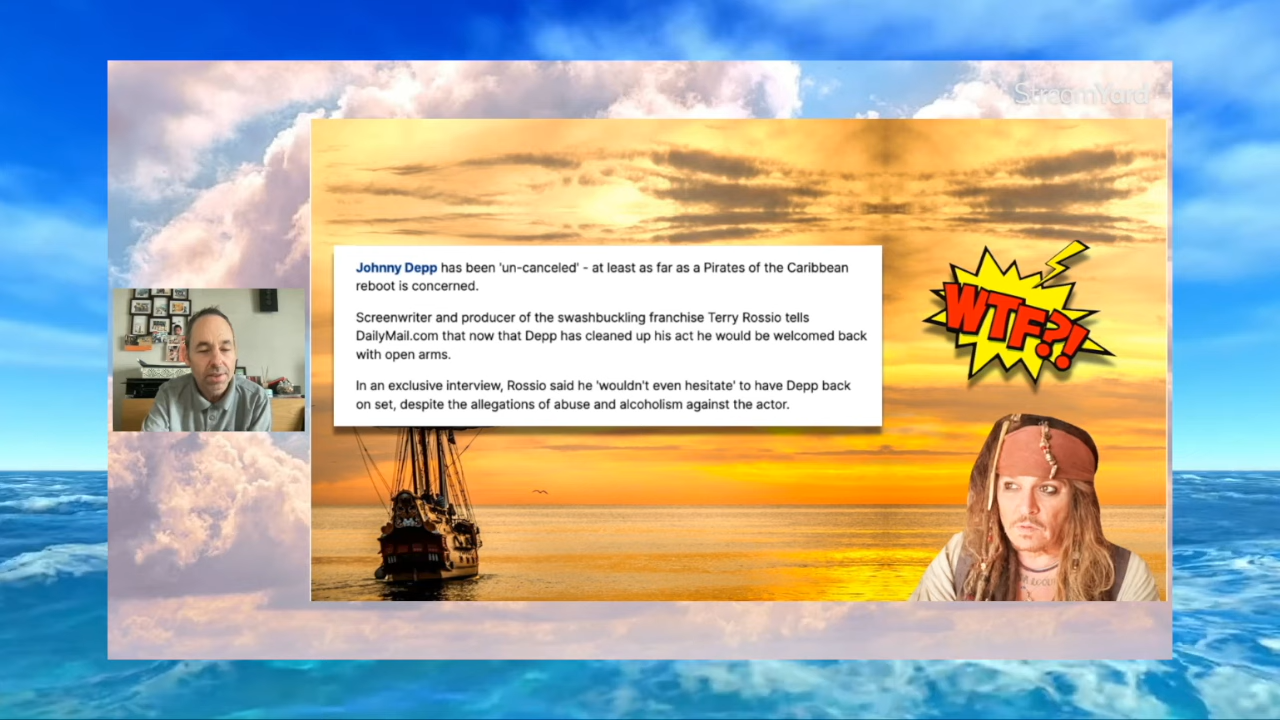 StreamYard
Johnny Depp has been 'un-canceled' - at least as far as a Pirates of the Caribbean
reboot is concerned.
Screenwriter and producer of the swashbuckling franchise Terry Rossio tells
DailyMail.com that now that Depp has cleaned up his act he would be welcomed back
with open arms.
In an exclusive interview, Rossio said he 'wouldn't even hesitate' to have Depp back
on set, despite the allegations of abuse and alcoholism against the actor.
WTF?!